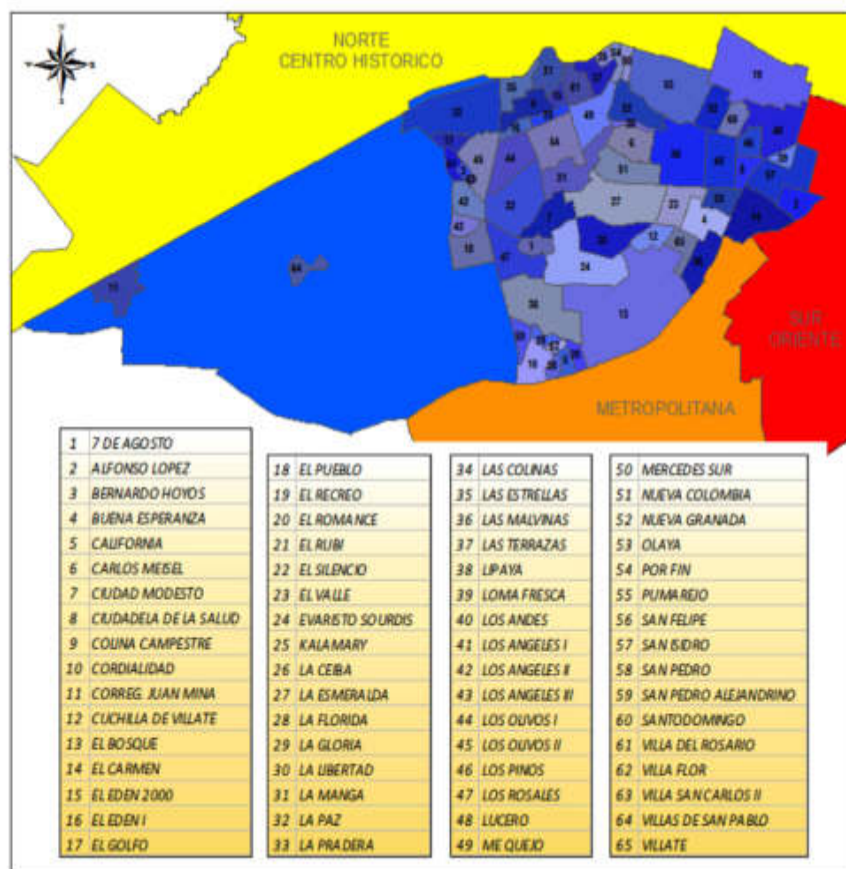 NORTE
CENTRO HISTORICO
SUR
ORIENTE
METROPOLITANA
1 7 DE AGOSTO
2 ALFONSO LOPEZ
3 BERNARDO HOYOS
4 BUENA ESPERANZA
5 CALIFORNIA
6 CARLOS MEISEL
7 CIUDAD MODESTO
8 CIUDADELA DE LA SALUD
9 COLINA CAMPESTRE
10 CORDIALIDAD
11 CORREG. JUAN MINA
12 CUCHILLA DE VILLATE
13 EL BOSQUE
14 EL CARMEN
15 EL EDEN 2000
16 EL EDEN I
17 EL GOLFO
18 EL PUEBLO
19 EL RECREO
20 EL ROMANCE
21 EL RUBI
22 EL SILENCIO
23 EL VALLE
24 EVARISTO SOURDIS
25 KALAMARY
26 LA CEIBA
27 LA ESMERALDA
28 LA FLORIDA
29 LA GLORIA
30 LA LIBERTAD
31 LA MANGA
32 LA PAZ
33 LA PRADERA
34 LAS COLINAS
35 LAS ESTRELLAS
36 LAS MALVINAS
37 LAS TERRAZAS
38 LIPAYA
39 LOMA FRESCA
40 LOS ANDES
41 LOS ANGELES I
42 LOS ANGELES II
43 LOS ANGELES III
44 LOS OLIVOS I
45 LOS OLIVOS II
46 LOS PINOS
47 LOS ROSALES
48 LUCERO
49 ME QUEJO
50 MERCEDES SUR
51 NUEVA COLOMBIA
52 NUEVA GRANADA
53 OLAYA
54 POR FIN
55 PUMAREJO
56 SAN FELIPE
57 SAN ISIDRO
58 SAN PEDRO
59 SAN PEDRO ALEJANDRINO
60 SANTODOMINGO
61 VILLA DEL ROSARIO
62 VILLA FLOR
63 VILLA SAN CARLOS II
64 VILLAS DE SAN PABLO
65 VILLATE